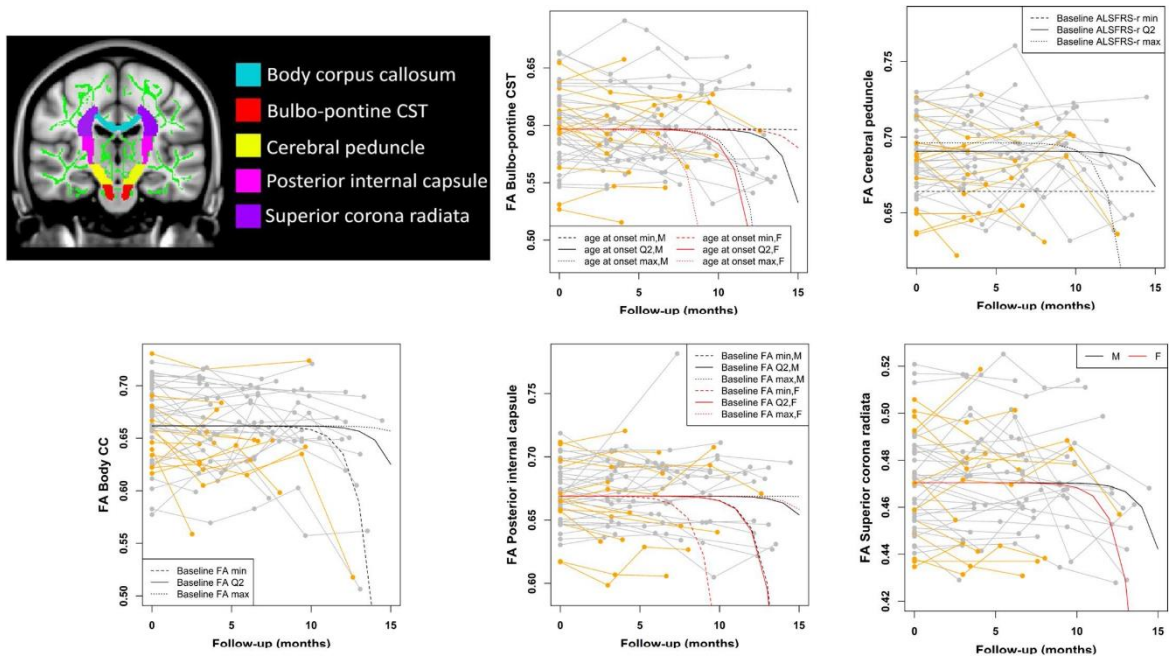 Body corpus callosum
Bulbo-pontine CST
Cerebral peduncle
Posterior internal capsule
Superior corona radiata
FA Bulbo-pontine CST
0.65
0.60
0.55
0.50
age at onset min,M
age at onset Q2,M
age at onset max,M
age at onset min,F
age at onset Q2,F
age at onset max,F
0 5 10 15
Follow-up (months)
FA Cerebral peduncle
0.75
0.70
0.65
Baseline ALSFRS-r min
Baseline ALSFRS-r Q2
Baseline ALSFRS-r max
0 5 10 15
Follow-up (months)
FA Body CC
0.70
0.65
0.60
0.55
0.50
Baseline FA min
Baseline FA Q2
Baseline FA max
0 5 10 15
Follow-up (months)
FA Posterior internal capsule
0.75
0.70
0.65
0.60
Baseline FA min,M
Baseline FA Q2,M
Baseline FA max,M
Baseline FA min,F
Baseline FA Q2,F
Baseline FA max,F
0 5 10 15
Follow-up (months)
FA Superior corona radiata
0.52
0.50
0.48
0.46
0.44
0.42
M F
0 5 10 15
Follow-up (months)